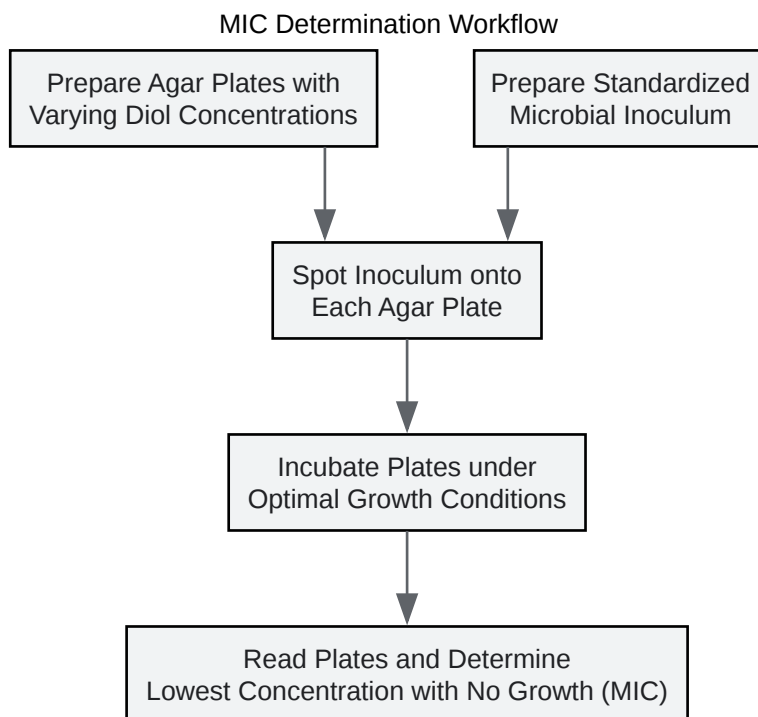 MIC Determination Workflow
Prepare Agar Plates with
Varying Diol Concentrations
Prepare Standardized
Microbial Inoculum
Spot Inoculum onto
Each Agar Plate
Incubate Plates under
Optimal Growth Conditions
Read Plates and Determine
Lowest Concentration with No Growth (MIC)